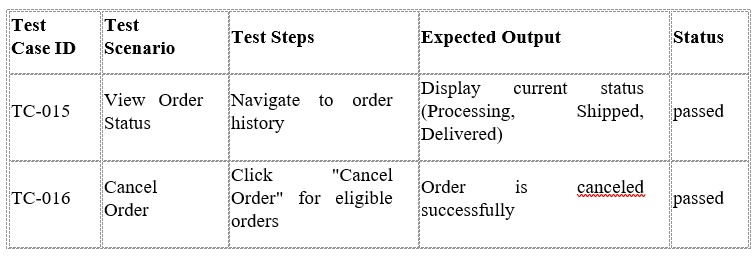 Test Case ID
Test Scenario
Test Steps
Expected Output
Status
TC-015
View Order
Status
Navigate to order
history
Display current status
(Processing, Shipped,
Delivered)
passed
TC-016
Cancel
Order
Click "Cancel
Order" for eligible
orders
Order is canceled
successfully
passed